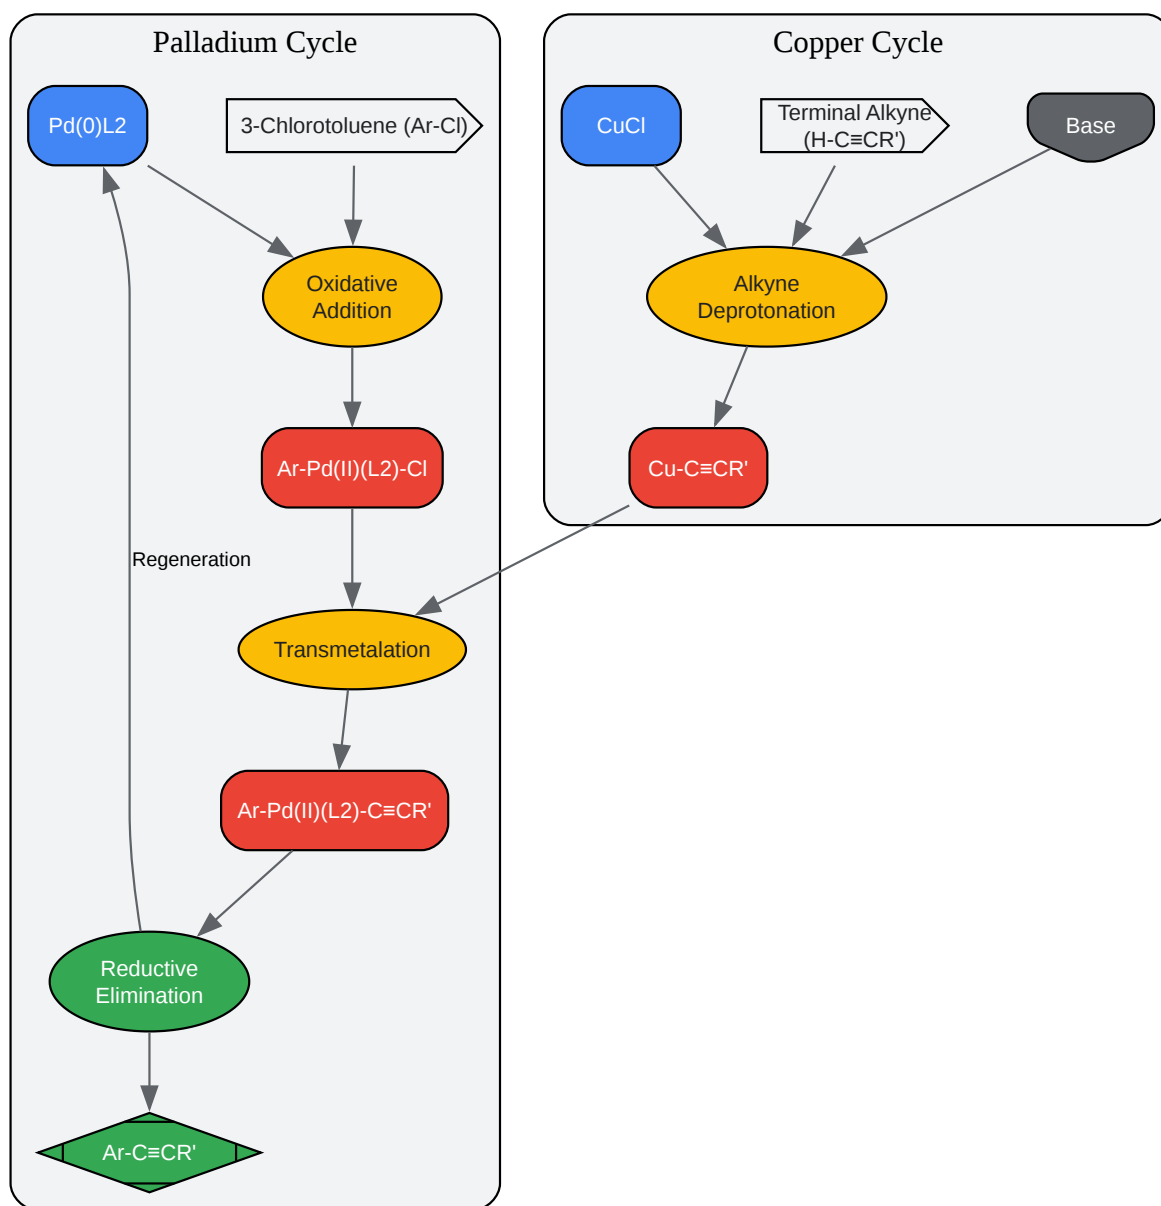 Palladium Cycle
Copper Cycle
Pd(0)L2
3-Chlorotoluene (Ar-Cl)
CuCl
Terminal Alkyne
(H-C≡CR')
Base
Oxidative
Addition
Alkyne
Deprotonation
Ar-Pd(II)(L2)-Cl
Cu-C≡CR'
Regeneration
Transmetalation
Ar-Pd(II)(L2)-C≡CR'
Reductive
Elimination
Ar-C≡CR'